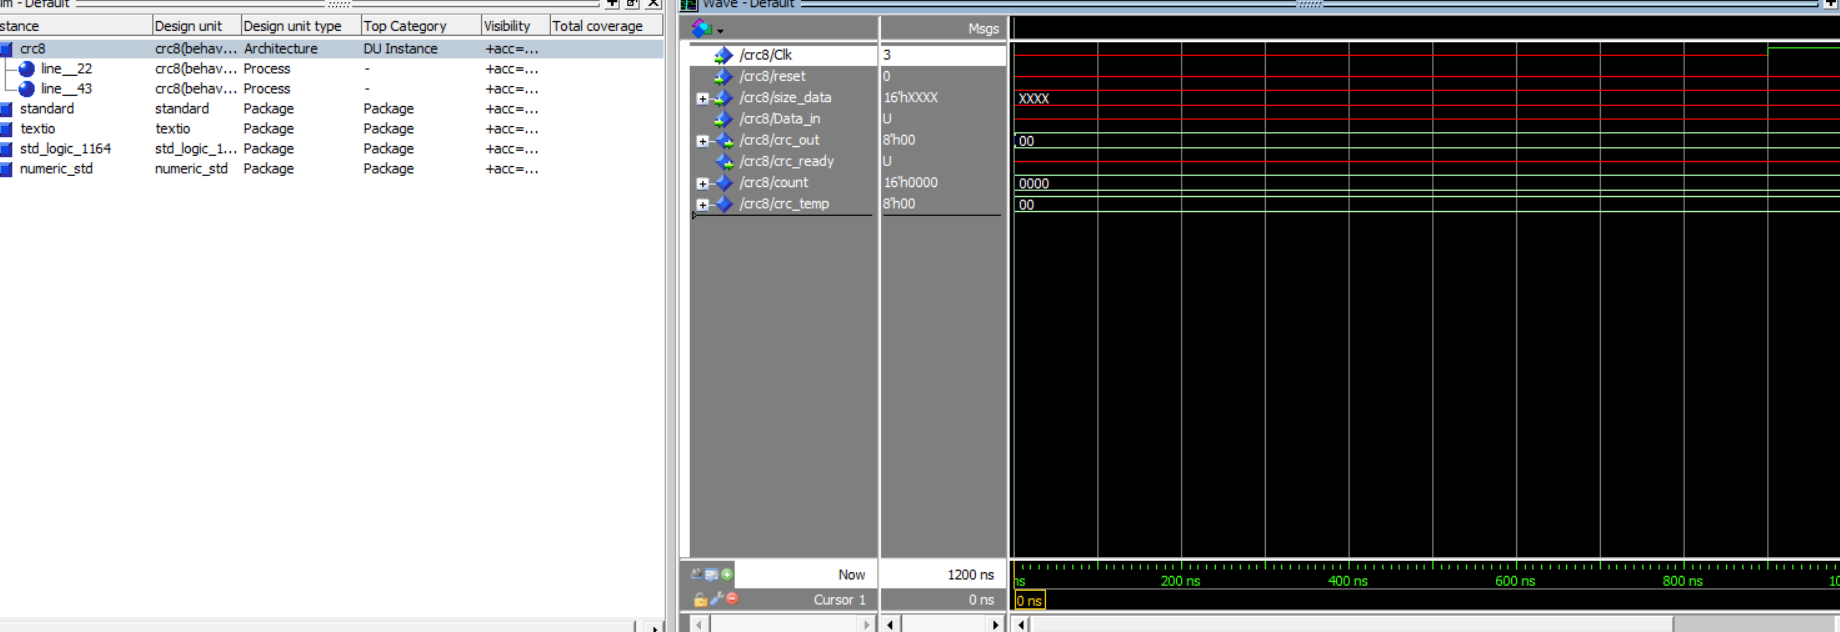 im - Default
stance Design unit Design unit type Top Category Visibility Total coverage
crc8 crc8(behav... Architecture DU Instance +acc=...
line__22 crc8(behav... Process - +acc=...
line__43 crc8(behav... Process - +acc=...
standard standard Package Package +acc=...
textio textio Package Package +acc=...
std_logic_1164 std_logic_1... Package Package +acc=...
numeric_std numeric_std Package Package +acc=...
Wave - Default
Msgs
/crc8/Clk 3
/crc8/reset 0
/crc8/size_data 16'hXXXX XXXX
/crc8/Data_in U
/crc8/crc_out 8'h00 00
/crc8/crc_ready U
/crc8/count 16'h0000 0000
/crc8/crc_temp 8'h00 00
Now 1200 ns ns 200 ns 400 ns 600 ns 800 ns 10
Cursor 1 0 ns 0 ns